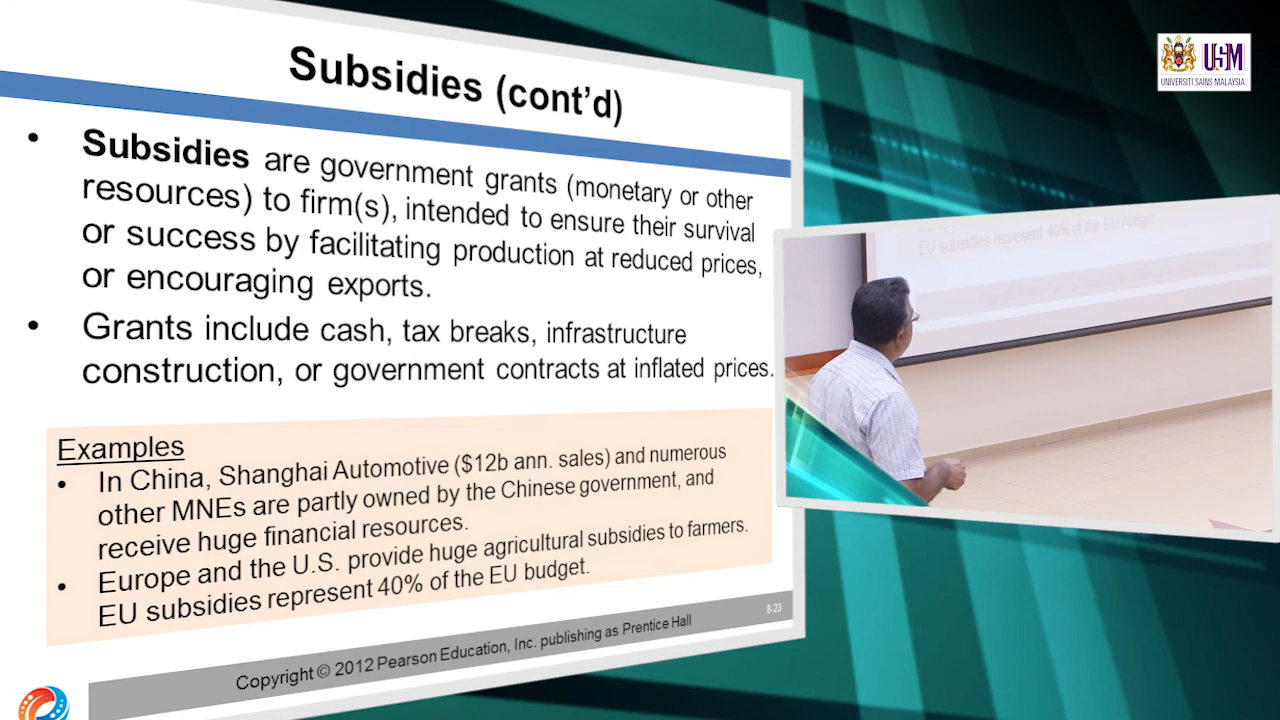 Subsidies (cont’d)
• Subsidies are government grants (monetary or other
resources) to firm(s), intended to ensure their survival
or success by facilitating production at reduced prices,
or encouraging exports.
• Grants include cash, tax breaks, infrastructure
construction, or government contracts at inflated prices.
Examples
• In China, Shanghai Automotive ($12b ann. sales) and numerous
other MNEs are partly owned by the Chinese government, and
receive huge financial resources.
• Europe and the U.S. provide huge agricultural subsidies to farmers.
EU subsidies represent 40% of the EU budget.
8-23
Copyright © 2012 Pearson Education, Inc. publishing as Prentice Hall
USM
UNIVERSITI SAINS MALAYSIA
EU subsidies represent 40% of the EU budget.